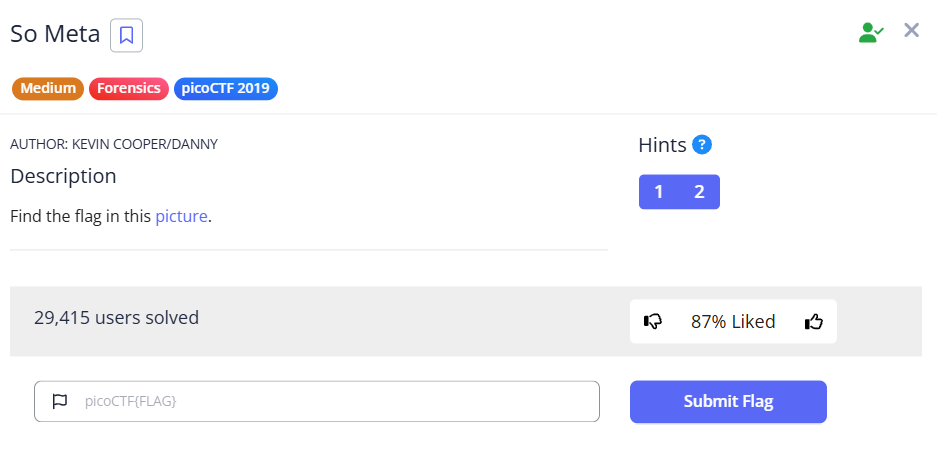 So Meta
Medium Forensics picoCTF 2019
AUTHOR: KEVIN COOPER/DANNY
Description
Find the flag in this picture.
Hints ?
1 2
29,415 users solved
87% Liked
picoCTF{FLAG}
Submit Flag